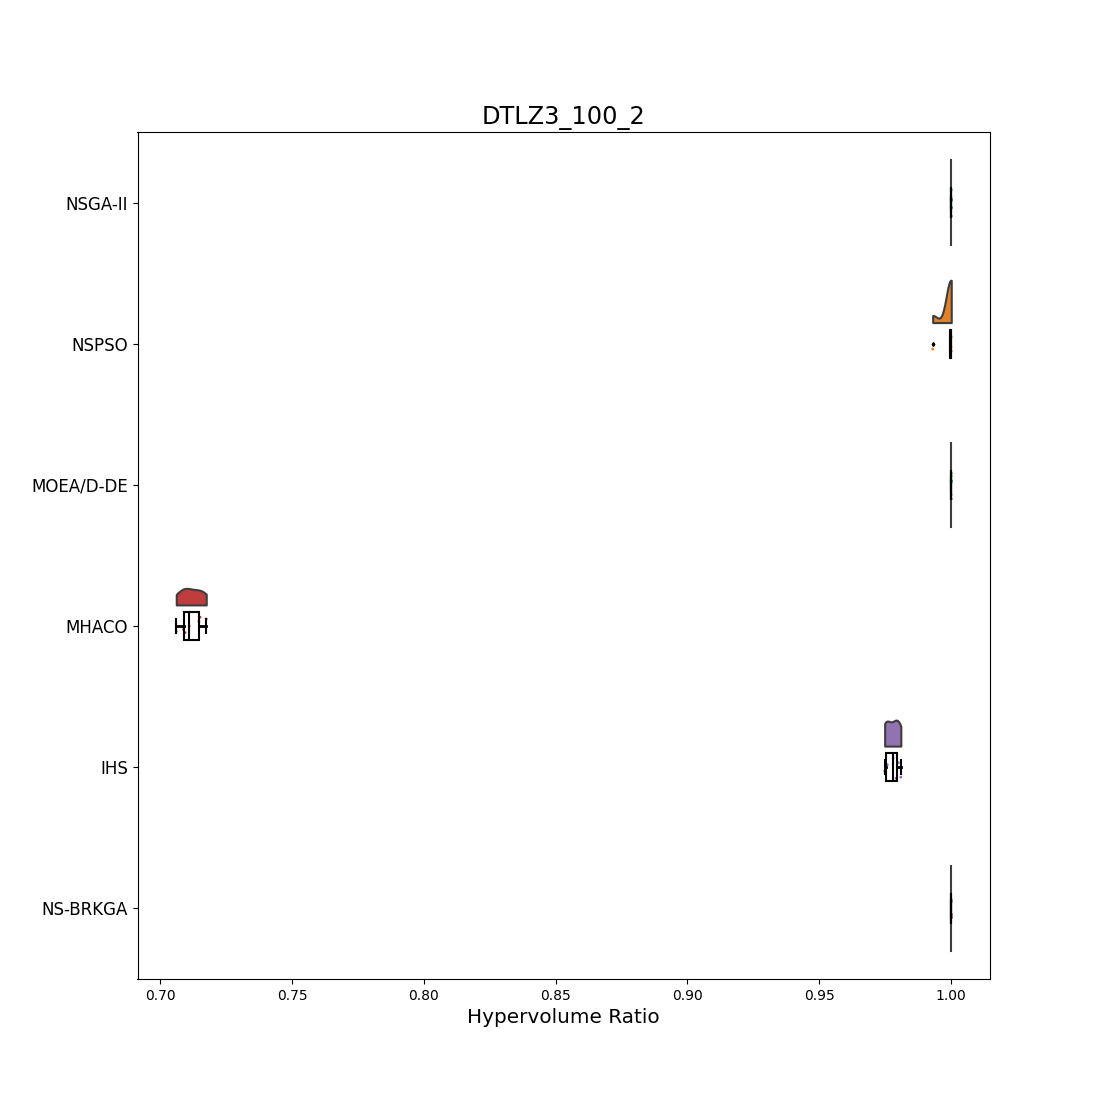 DTLZ3_100_2
NSGA-II
NSPSO
MOEA/D-DE
MHACO
IHS
NS-BRKGA
0.70 0.75 0.80 0.85 0.90 0.95 1.00
Hypervolume Ratio